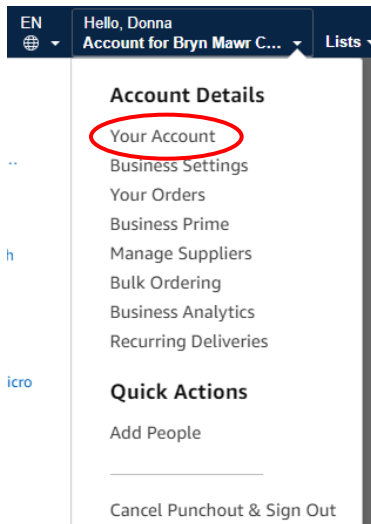 EN
Hello, Donna
Account for Bryn Mawr C...
Lists
Account Details
Your Account
..
Business Settings
Your Orders
Business Prime
h
Manage Suppliers
Bulk Ordering
Business Analytics
Recurring Deliveries
icro
Quick Actions
Add People
Cancel Punchout & Sign Out